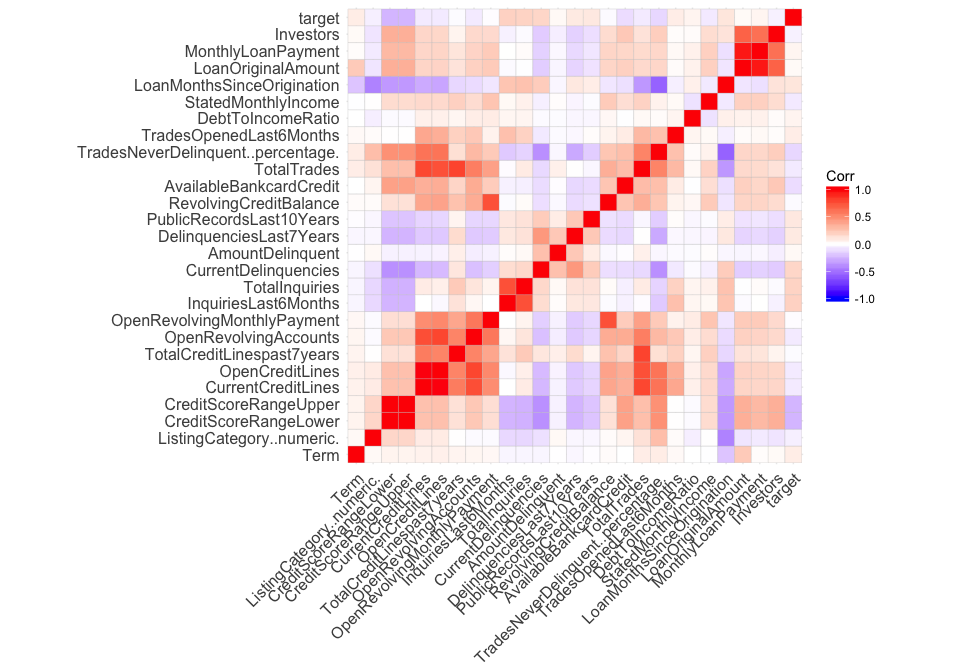 target
Investors
MonthlyLoanPayment
LoanOriginalAmount
LoanMonthsSinceOrigination
StatedMonthlyIncome
DebtToIncomeRatio
TradesOpenedLast6Months
TradesNeverDelinquent..percentage.
TotalTrades
AvailableBankcardCredit
RevolvingCreditBalance
PublicRecordsLast10Years
DelinquenciesLast7Years
AmountDelinquent
CurrentDelinquencies
TotalInquiries
InquiriesLast6Months
OpenRevolvingMonthlyPayment
OpenRevolvingAccounts
TotalCreditLinespast7years
OpenCreditLines
CurrentCreditLines
CreditScoreRangeUpper
CreditScoreRangeLower
ListingCategory..numeric.
Term
Corr
1.0
0.5
0.0
-0.5
-1.0
Term
ListingCategory..numeric.
CreditScoreRangeLower
CreditScoreRangeUpper
CurrentCreditLines
OpenCreditLines
TotalCreditLinespast7years
OpenRevolvingAccounts
OpenRevolvingMonthlyPayment
InquiriesLast6Months
TotalInquiries
CurrentDelinquencies
AmountDelinquent
DelinquenciesLast7Years
PublicRecordsLast10Years
RevolvingCreditBalance
AvailableBankcardCredit
TotalTrades
TradesNeverDelinquent..percentage.
TradesOpenedLast6Months
DebtToIncomeRatio
StatedMonthlyIncome
LoanMonthsSinceOrigination
LoanOriginalAmount
MonthlyLoanPayment
Investors
target